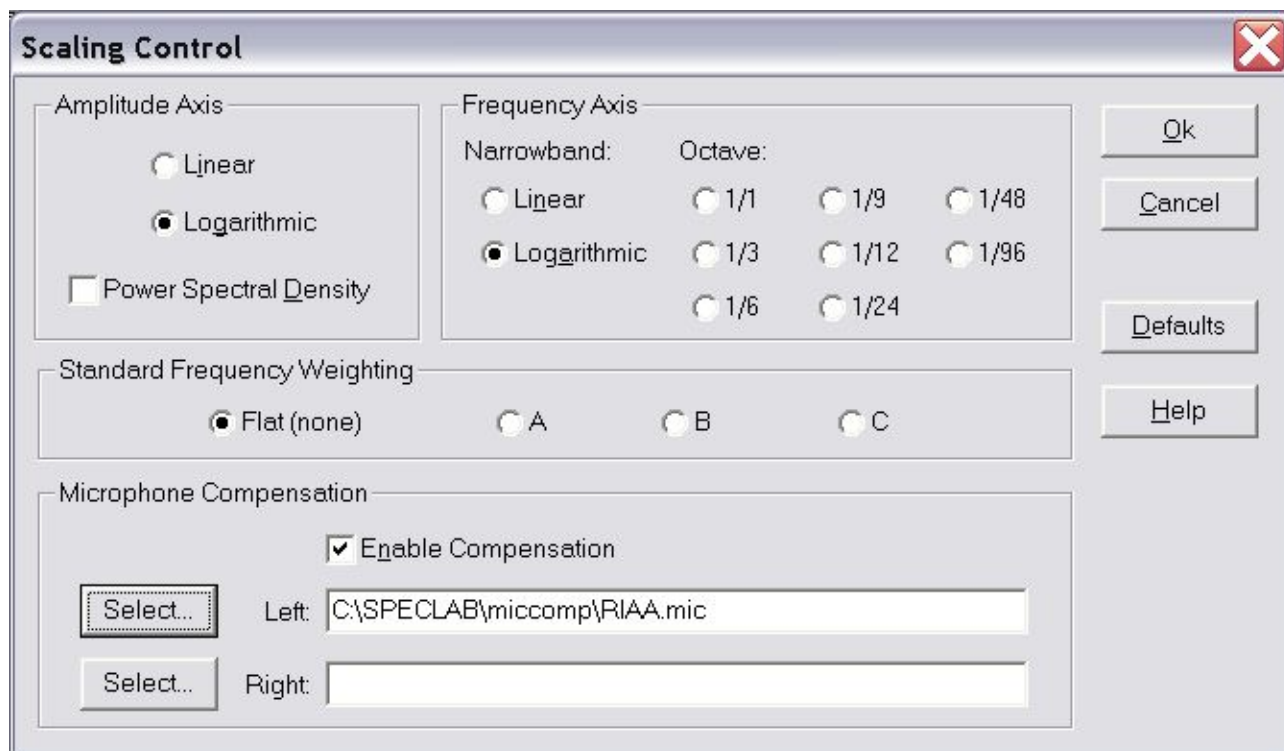 Scaling Control
Amplitude Axis
Linear
Logarithmic
Power Spectral Density
Frequency Axis
Narrowband: Octave:
Linear 1/1 1/9 1/48
Logarithmic 1/3 1/12 1/96
1/6 1/24
Ok
Cancel
Defaults
Help
Standard Frequency Weighting
Flat (none) A B C
Microphone Compensation
Enable Compensation
Select... Left: C:\SPECLAB\miccomp\RIAA.mic
Select... Right: